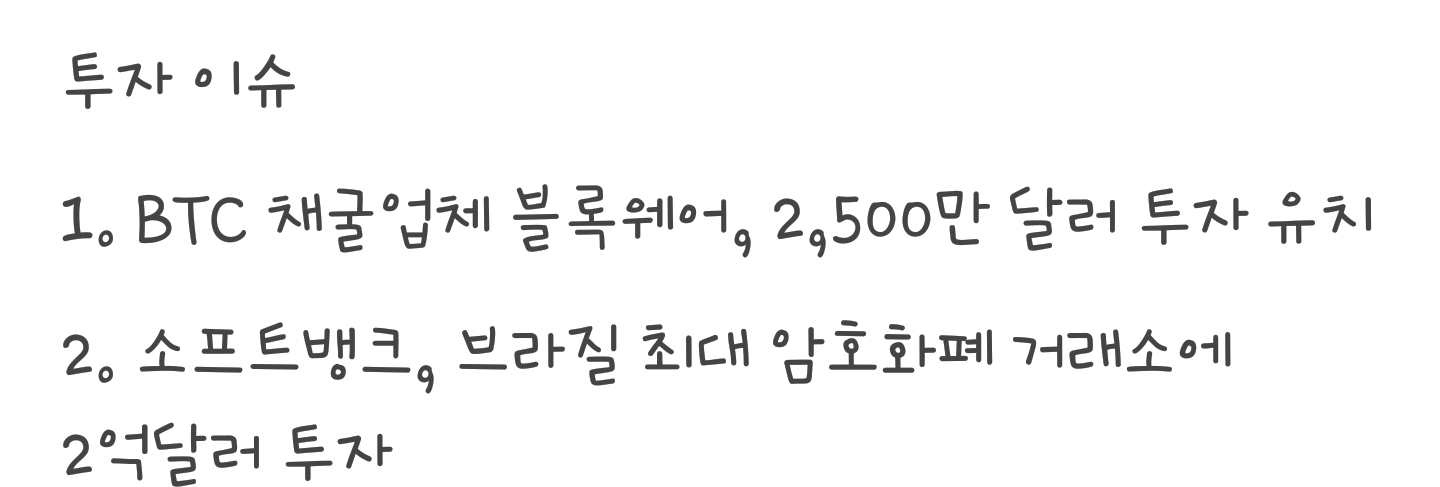 투자 이슈
1. BTC 채굴업체 블록웨어, 2,500만 달러 투자 유치
2. 소프트뱅크, 브라질 최대 암호화폐 거래소에
2억달러 투자